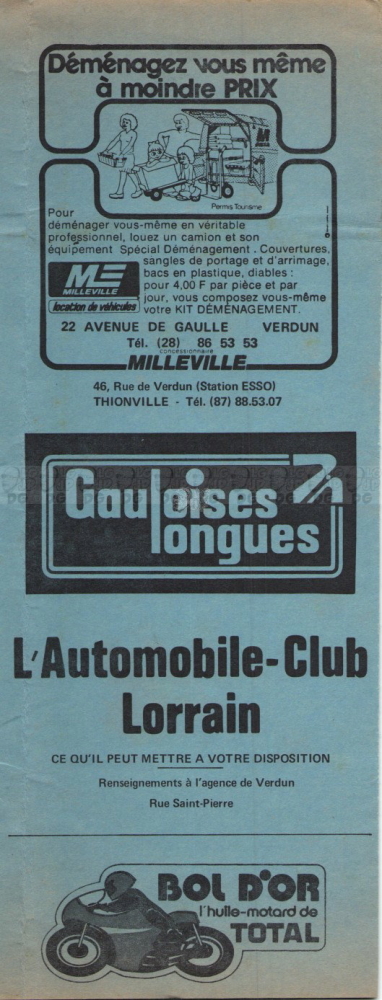 Déménagez vous même
à moindre PRIX
Permis Tourisme
Pour
déménager vous-même en véritable
professionnel, louez un camion et son
équipement Spécial Déménagement. Couvertures,
sangles de portage et d'arrimage,
bacs en plastique, diables :
pour 4,00 F par pièce et par
jour, vous composez vous-même
votre KIT DÉMÉNAGEMENT.
ME
MILLEVILLE
location de véhicules
22 AVENUE DE GAULLE VERDUN
Tél. (28) 86 53 53
concessionnaire
MILLEVILLE
46, Rue de Verdun (Station ESSO)
THIONVILLE - Tél. (87) 88.53.07
Gauloises
longues
L'Automobile-Club
Lorrain
CE QU'IL PEUT METTRE A VOTRE DISPOSITION
Renseignements à l'agence de Verdun
Rue Saint-Pierre
BOL D'OR
l'huile-motard de
TOTAL